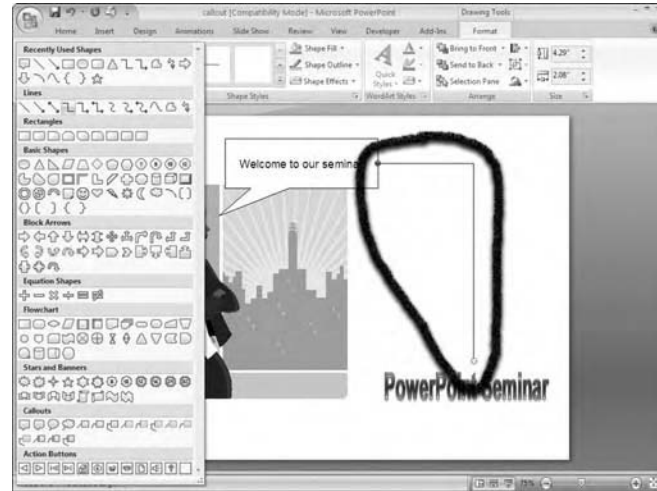 callout [Compatibility Mode] - Microsoft PowerPoint
Drawing Tools
Home Insert Design Animations Slide Show Review View Developer Add-Ins Format
Recently Used Shapes
Lines
Rectangles
Basic Shapes
Block Arrows
Equation Shapes
Flowchart
Stars and Banners
Callouts
Action Buttons
Shape Fill
Shape Outline
Shape Effects
Shape Styles
Quick
Styles
WordArt Styles
Bring to Front
Send to Back
Selection Pane
Arrange
4.29"
2.08"
Size
Welcome to our semina
PowerPoint Seminar
75%